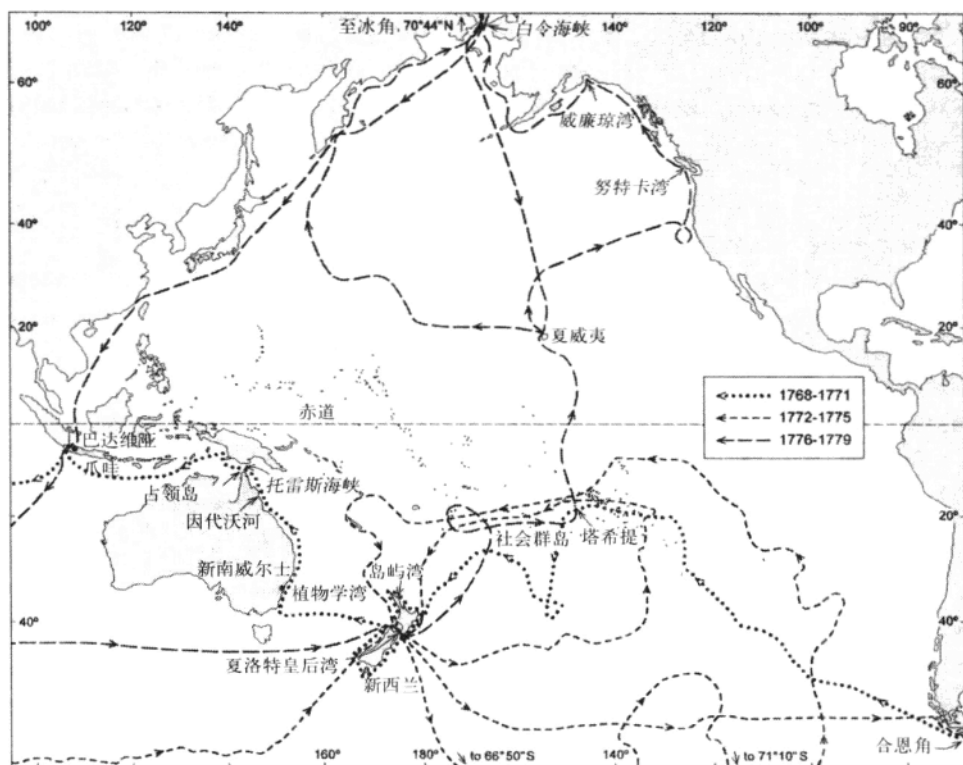 100° 120° 140° 160° 至冰角,70°44′N 白令海峡 140° 120° 100°
60° 60°
威廉琼湾
努特卡湾
40° 40°
20° 夏威夷 20°
1768-1771
1772-1775
1776-1779
赤道
巴达维亚
爪哇
托雷斯海峡
占领岛
因代沃河
20°
社会群岛 塔希提
新南威尔士
岛屿湾
植物学湾
40° 40°
夏洛特皇后湾
新西兰
合恩角
160° 180° to 66°50′S 140° to 71°10′S